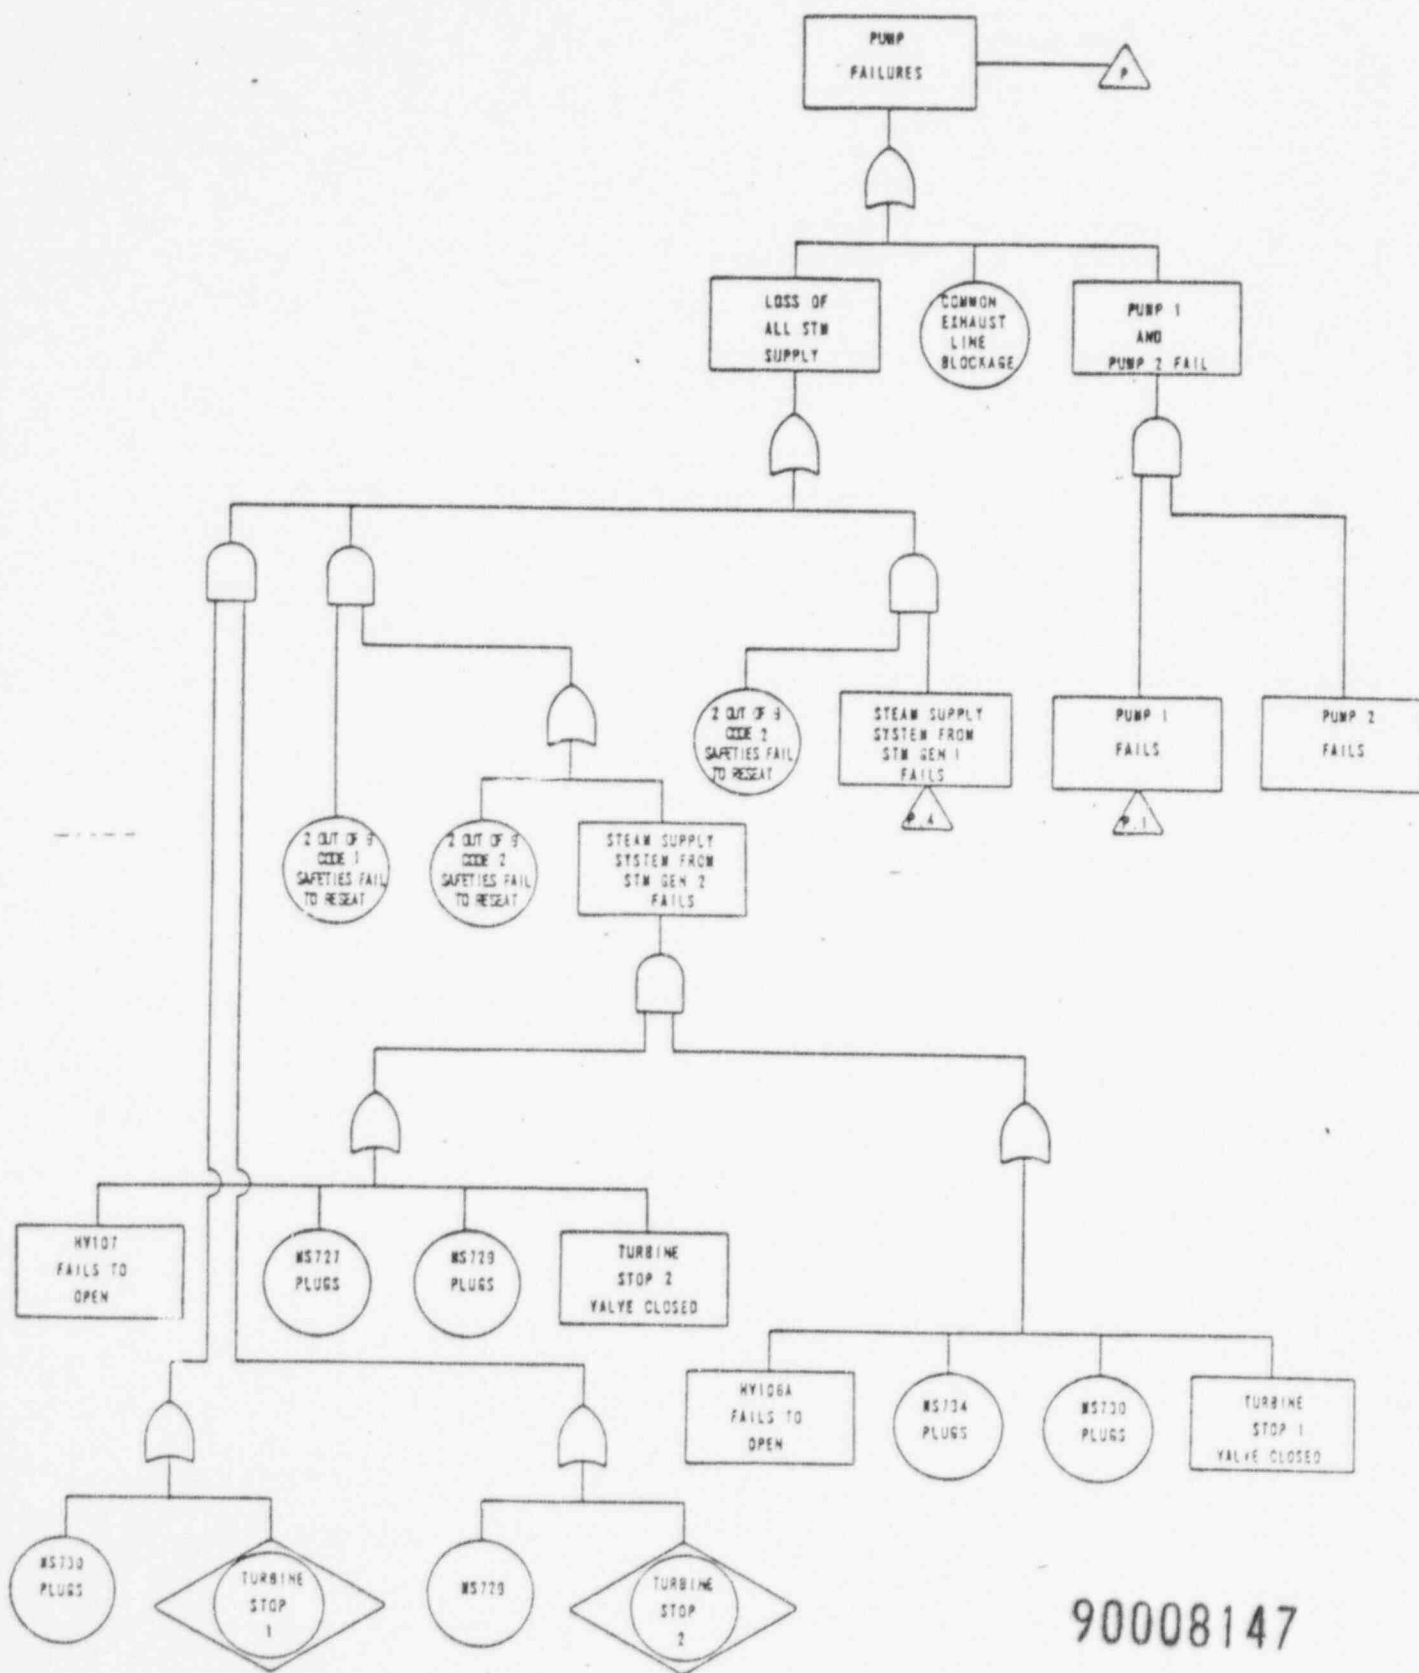 PUMP
FAILURES
P
LOSS OF
ALL STM
SUPPLY
COMMON
EXHAUST
LINE
BLOCKAGE
PUMP 1
AND
PUMP 2 FAIL
2 OUT OF 9
CODE 2
SAFETIES FAIL
TO RESEAT
STEAM SUPPLY
SYSTEM FROM
STM GEN 1
FAILS
P.4
PUMP 1
FAILS
P.1
PUMP 2
FAILS
2 OUT OF 9
CODE 1
SAFETIES FAIL
TO RESEAT
2 OUT OF 9
CODE 2
SAFETIES FAIL
TO RESEAT
STEAM SUPPLY
SYSTEM FROM
STM GEN 2
FAILS
HV107
FAILS TO
OPEN
MS727
PLUGS
MS729
PLUGS
TURBINE
STOP 2
VALVE CLOSED
HV106A
FAILS TO
OPEN
MS734
PLUGS
MS730
PLUGS
TURBINE
STOP 1
VALVE CLOSED
MS730
PLUGS
TURBINE
STOP
1
MS729
TURBINE
STOP
2
90008147